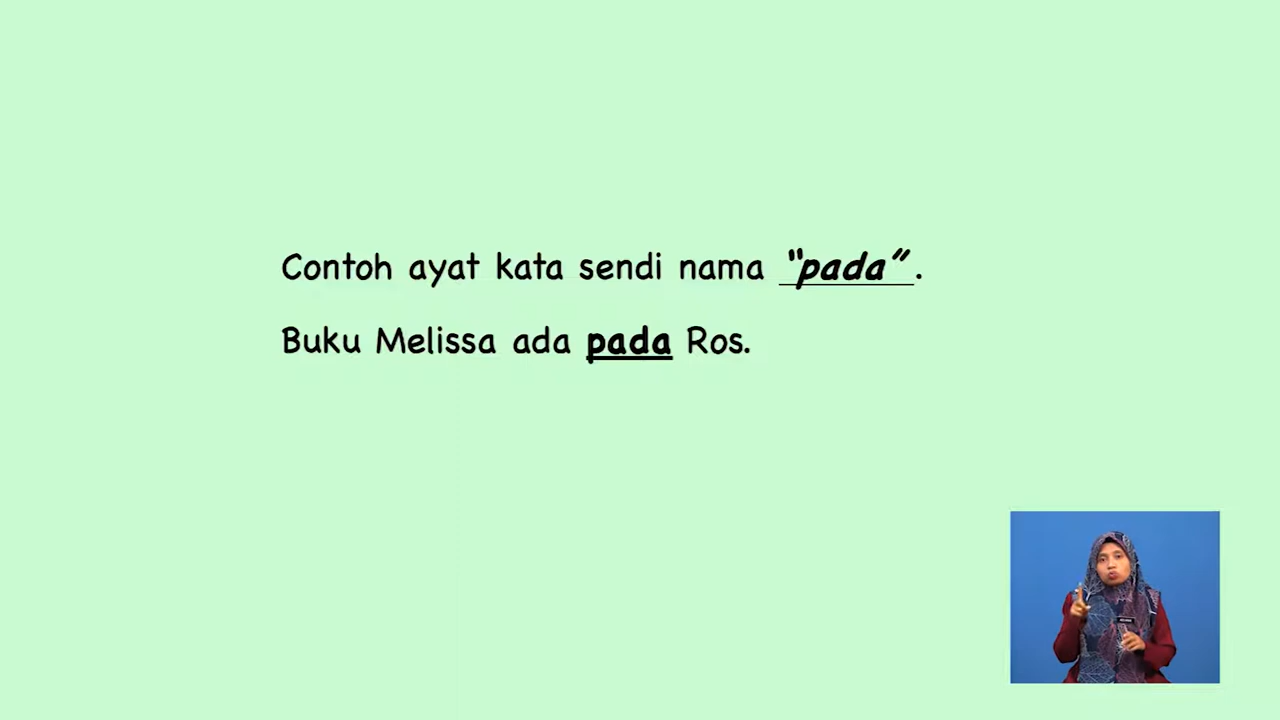 Contoh ayat kata sendi nama “pada”.
Buku Melissa ada pada Ros.